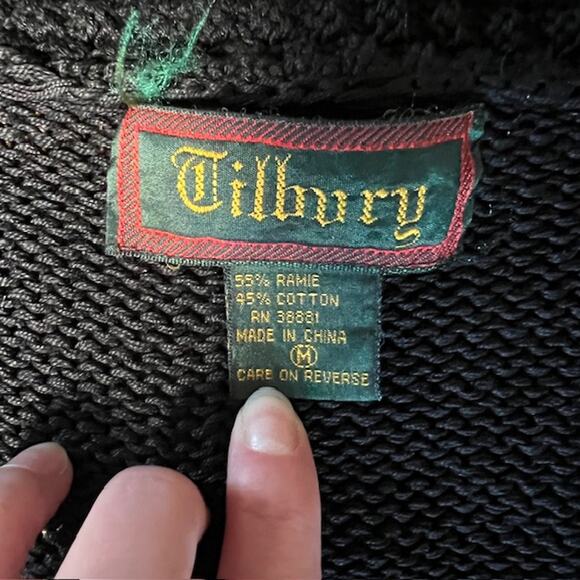 Tilbury
55% RAMIE
45% COTTON
RN 38881
MADE IN CHINA
M
CARE ON REVERSE